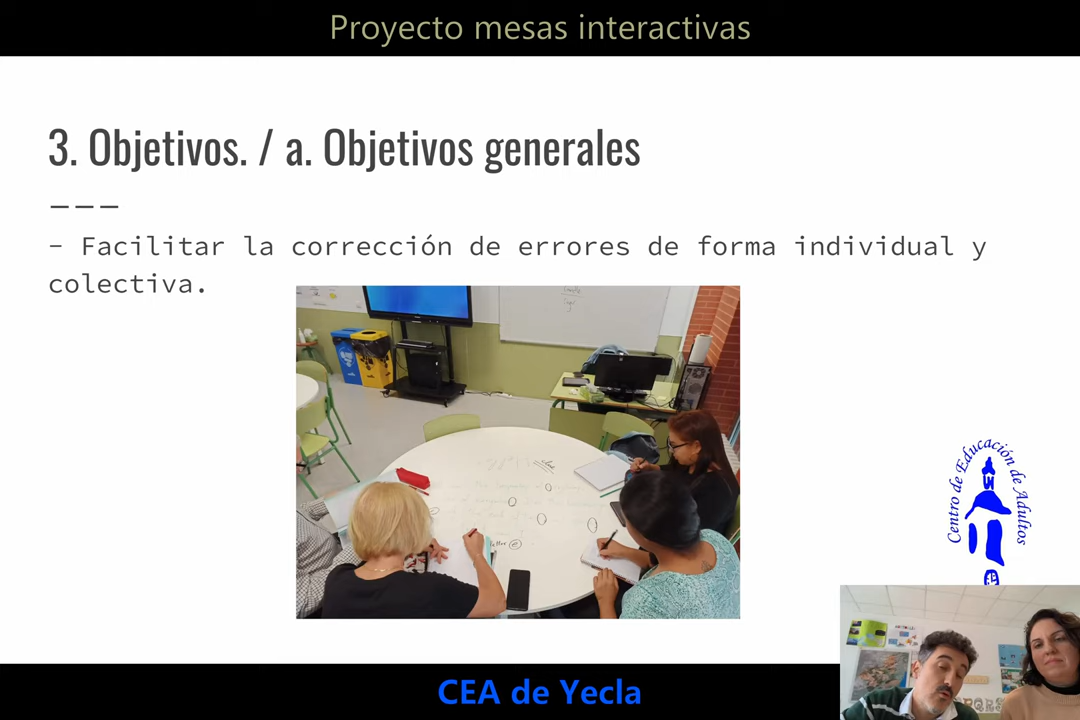 Proyecto mesas interactivas
3. Objetivos. / a. Objetivos generales
- Facilitar la corrección de errores de forma individual y
colectiva.
Centro de Educación de Adultos
CEA de Yecla